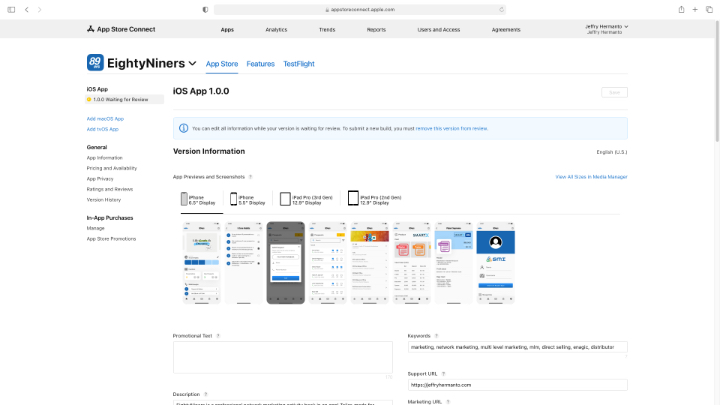 appstoreconnect.apple.com
App Store Connect
Apps
Analytics
Trends
Reports
Users and Access
Agreements
Jeffry Hermanto
Jeffry Hermanto
89
EightyNiners
App Store
Features
TestFlight
iOS App
1.0.0 Waiting for Review
Add macOS App
Add tvOS App
General
App Information
Pricing and Availability
App Privacy
Ratings and Reviews
Version History
In-App Purchases
Manage
App Store Promotions
iOS App 1.0.0
Save
You can edit all information while your version is waiting for review. To submit a new build, you must remove this version from review.
Version Information
English (U.S.)
App Previews and Screenshots ?
View All Sizes in Media Manager
iPhone
6.5" Display
iPhone
5.5" Display
iPad Pro (3rd Gen)
12.9" Display
iPad Pro (2nd Gen)
12.9" Display
Promotional Text ?
Keywords ?
marketing, network marketing, multi level marketing, mlm, direct selling, enagic, distributor
Support URL ?
https://jeffryhermanto.com
Description ?
Marketing URL ?